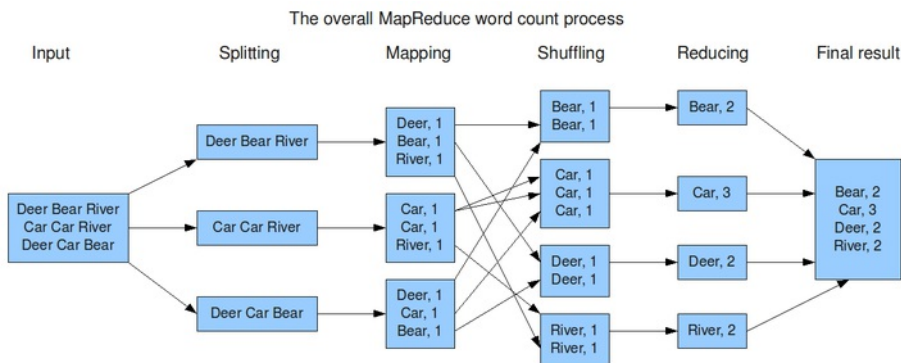 The overall MapReduce word count process
Input
Splitting
Mapping
Shuffling
Reducing
Final result
Deer Bear River
Car Car River
Deer Car Bear
Deer Bear River
Car Car River
Deer Car Bear
Deer, 1
Bear, 1
River, 1
Car, 1
Car, 1
River, 1
Deer, 1
Car, 1
Bear, 1
Bear, 1
Bear, 1
Car, 1
Car, 1
Car, 1
Deer, 1
Deer, 1
River, 1
River, 1
Bear, 2
Car, 3
Deer, 2
River, 2
Bear, 2
Car, 3
Deer, 2
River, 2